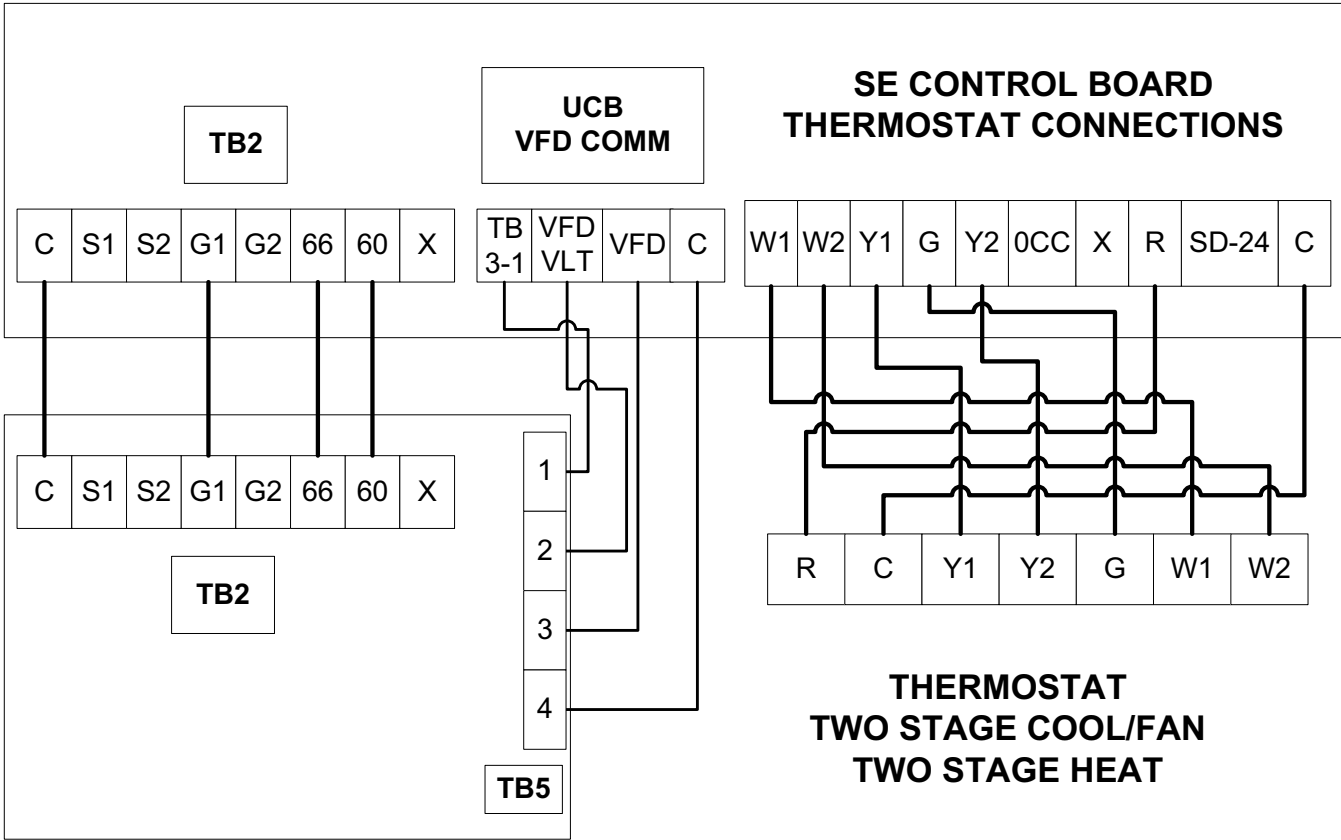 SE CONTROL BOARD
THERMOSTAT CONNECTIONS
UCB
VFD COMM
TB2
C S1 S2 G1 G2 66 60 X
TB
3-1
VFD
VLT
VFD
C
W1 W2 Y1 G Y2 0CC X R SD-24 C
C S1 S2 G1 G2 66 60 X
TB2
1
2
3
4
TB5
R C Y1 Y2 G W1 W2
THERMOSTAT
TWO STAGE COOL/FAN
TWO STAGE HEAT